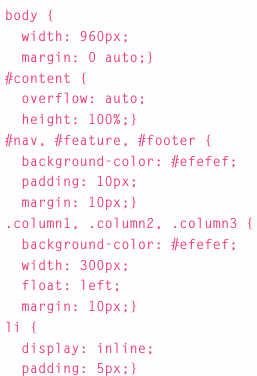 body {
width: 960px;
margin: 0 auto;}
#content {
overflow: auto;
height: 100%;}
#nav, #feature, #footer {
background-color: #efefef;
padding: 10px;
margin: 10px;}
.column1, .column2, .column3 {
background-color: #efefef;
width: 300px;
float: left;
margin: 10px;}
li {
display: inline;
padding: 5px;}